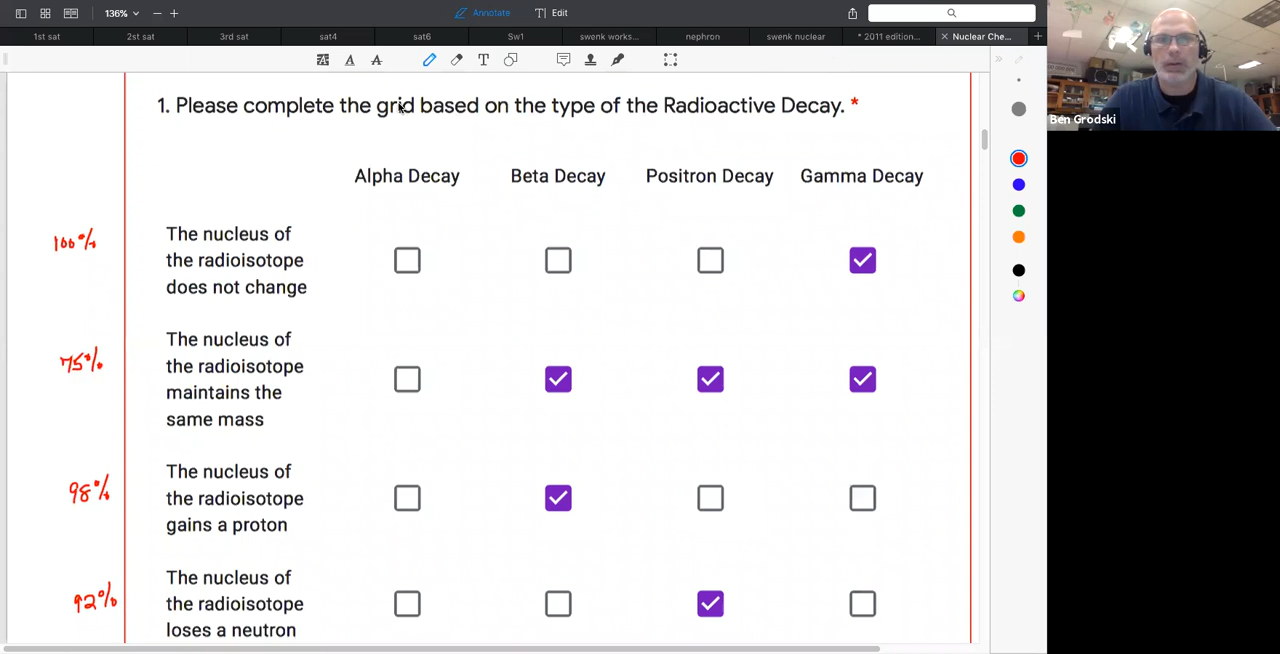 136%
Annotate
Edit
1st sat
2st sat
3rd sat
sat4
sat6
Sw1
swenk works...
nephron
swenk nuclear
* 2011 edition...
Nuclear Che...
1. Please complete the grid based on the type of the Radioactive Decay. *
Ben Grodski
Alpha Decay
Beta Decay
Positron Decay
Gamma Decay
100%
The nucleus of
the radioisotope
does not change
75%
The nucleus of
the radioisotope
maintains the
same mass
98%
The nucleus of
the radioisotope
gains a proton
92%
The nucleus of
the radioisotope
loses a neutron